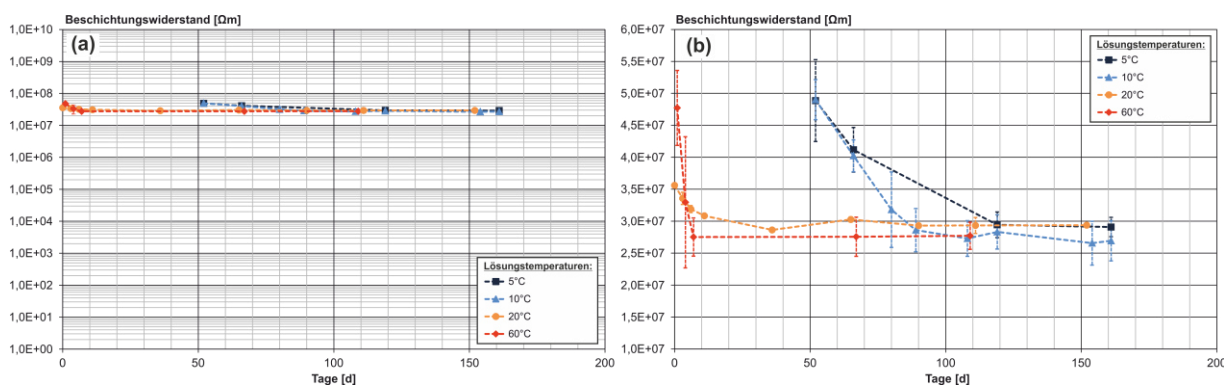 Beschichtungswiderstand [Ωm]
(a)
1,0E+10
1,0E+09
1,0E+08
1,0E+07
1,0E+06
1,0E+05
1,0E+04
1,0E+03
1,0E+02
1,0E+01
1,0E+00
0 50 100 150 200
Tage [d]
Lösungstemperaturen:
5°C
10°C
20°C
60°C
Beschichtungswiderstand [Ωm]
(b)
6,0E+07
5,5E+07
5,0E+07
4,5E+07
4,0E+07
3,5E+07
3,0E+07
2,5E+07
2,0E+07
1,5E+07
1,0E+07
0 50 100 150 200
Tage [d]
Lösungstemperaturen:
5°C
10°C
20°C
60°C